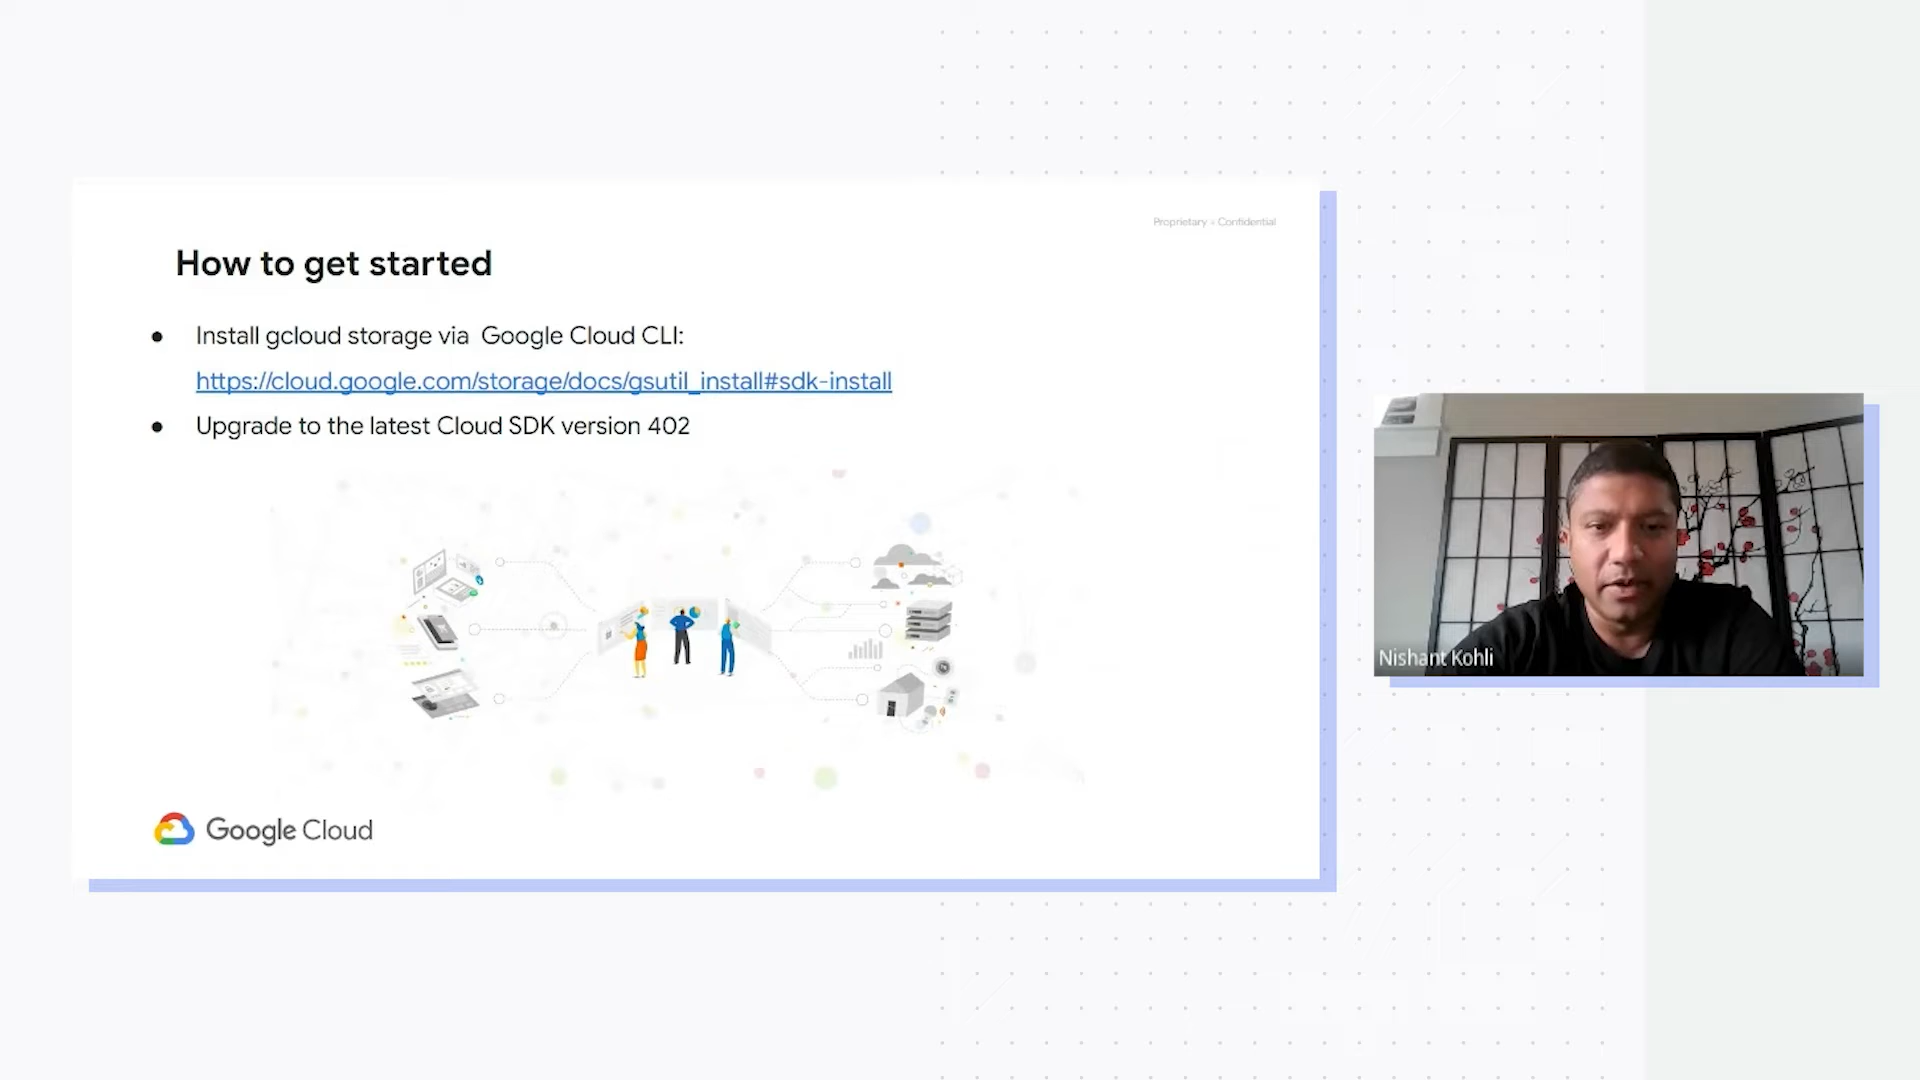 Proprietary + Confidential
How to get started
● Install gcloud storage via  Google Cloud CLI:
https://cloud.google.com/storage/docs/gsutil_install#sdk-install
● Upgrade to the latest Cloud SDK version 402
Nishant Kohli
Google Cloud